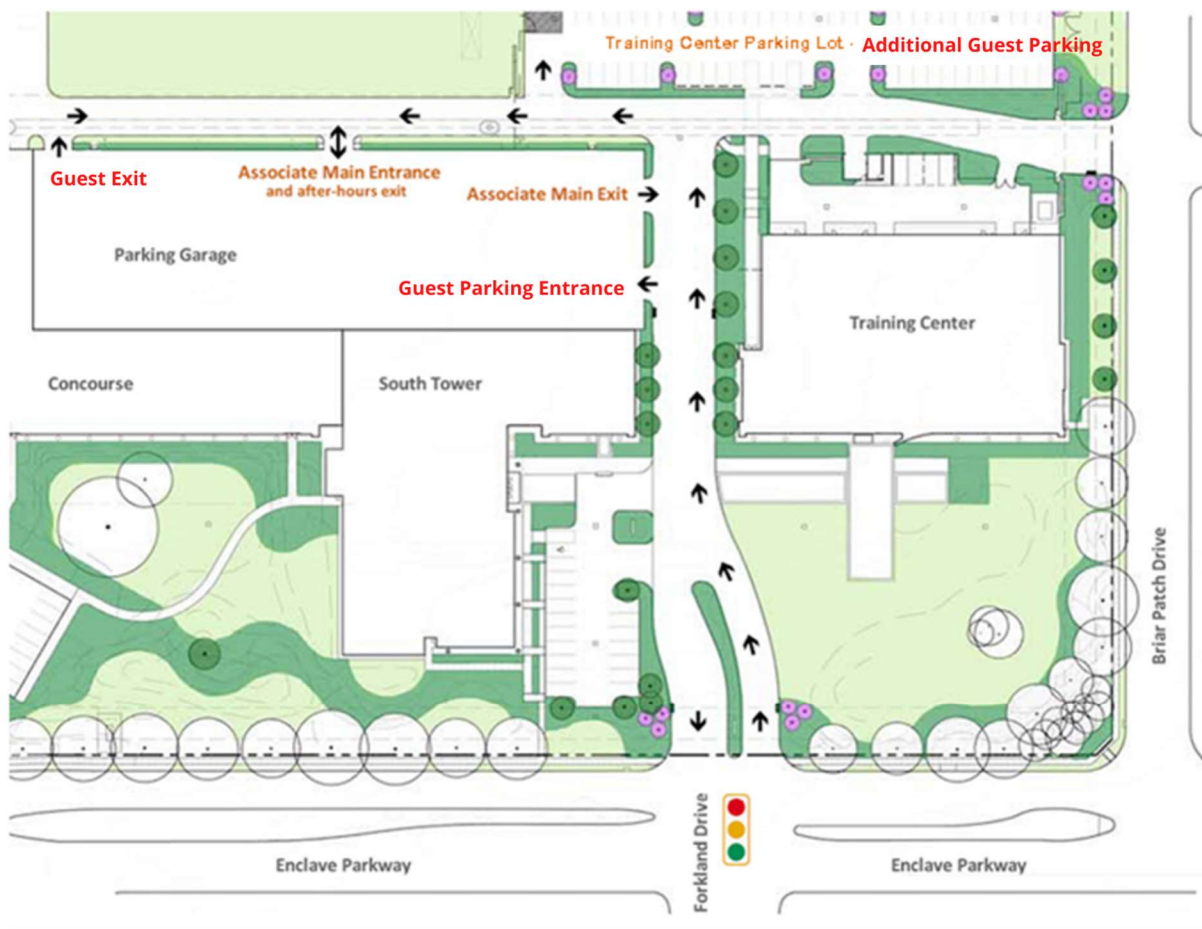 Training Center Parking Lot · Additional Guest Parking
Guest Exit
Associate Main Entrance
and after-hours exit
Associate Main Exit
Parking Garage
Guest Parking Entrance
Training Center
Concourse
South Tower
Briar Patch Drive
Forkland Drive
Enclave Parkway
Enclave Parkway